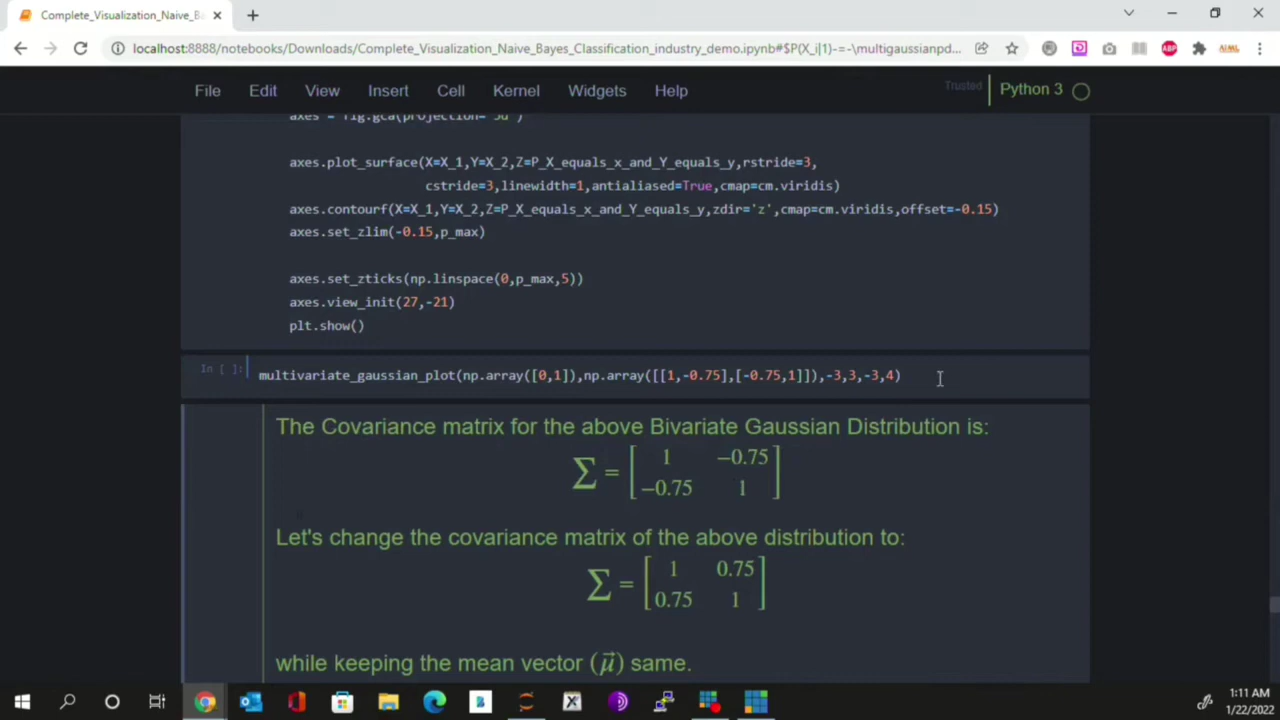 Complete_Visualization_Naive_B
localhost:8888/notebooks/Downloads/Complete_Visualization_Naive_Bayes_Classification_industry_demo.ipynb#$P(X_i|1)-=-\multigaussianpd...
File Edit View Insert Cell Kernel Widgets Help Trusted Python 3
axes = fig.gca(projection='3d')
axes.plot_surface(X=X_1,Y=X_2,Z=P_X_equals_x_and_Y_equals_y,rstride=3,
cstride=3,linewidth=1,antialiased=True,cmap=cm.viridis)
axes.contourf(X=X_1,Y=X_2,Z=P_X_equals_x_and_Y_equals_y,zdir='z',cmap=cm.viridis,offset=-0.15)
axes.set_zlim(-0.15,p_max)
axes.set_zticks(np.linspace(0,p_max,5))
axes.view_init(27,-21)
plt.show()
In [ ]: multivariate_gaussian_plot(np.array([0,1]),np.array([[1,-0.75],[-0.75,1]]),-3,3,-3,4)
The Covariance matrix for the above Bivariate Gaussian Distribution is:
1 −0.75
∑ =
−0.75 1
Let's change the covariance matrix of the above distribution to:
1 0.75
∑ =
0.75 1
while keeping the mean vector (μ⃗) same.
1:11 AM
1/22/2022